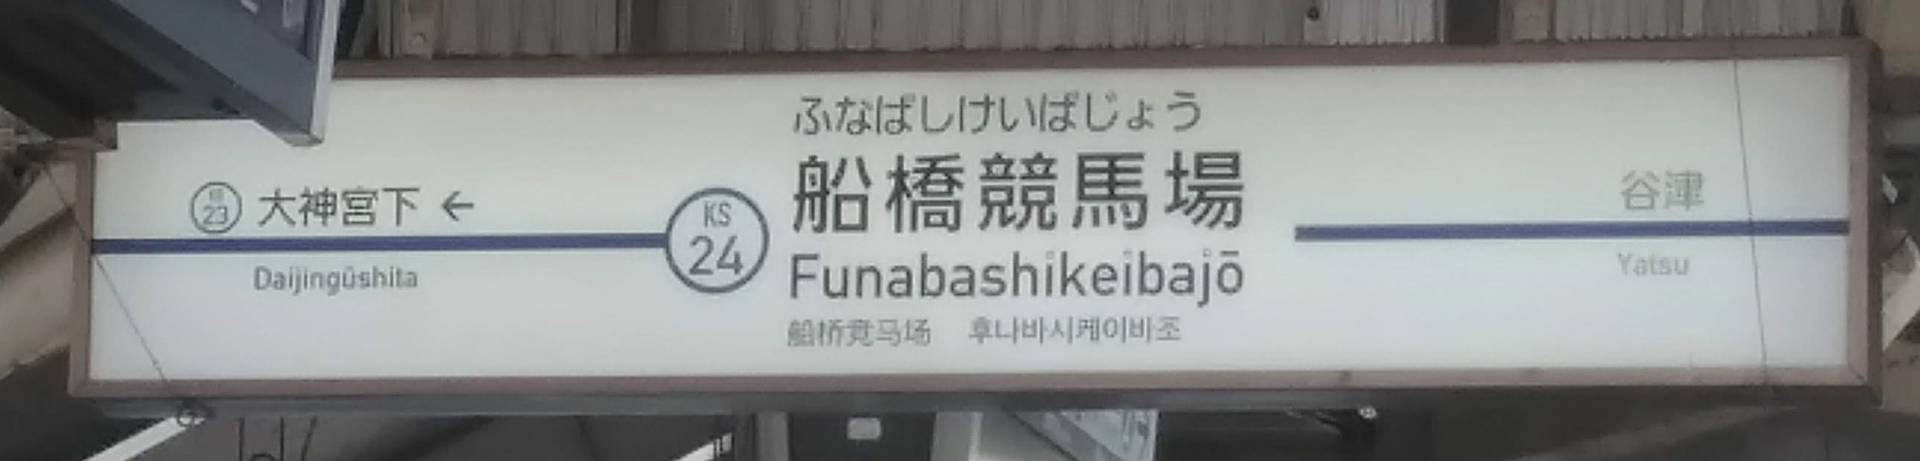 ふなばしけいばじょう
KS
23
大神宮下 ←
Daijingūshita
KS
24
船橋競馬場
Funabashikeibajō
船桥竞马场 후나바시케이바조
谷津
Yatsu